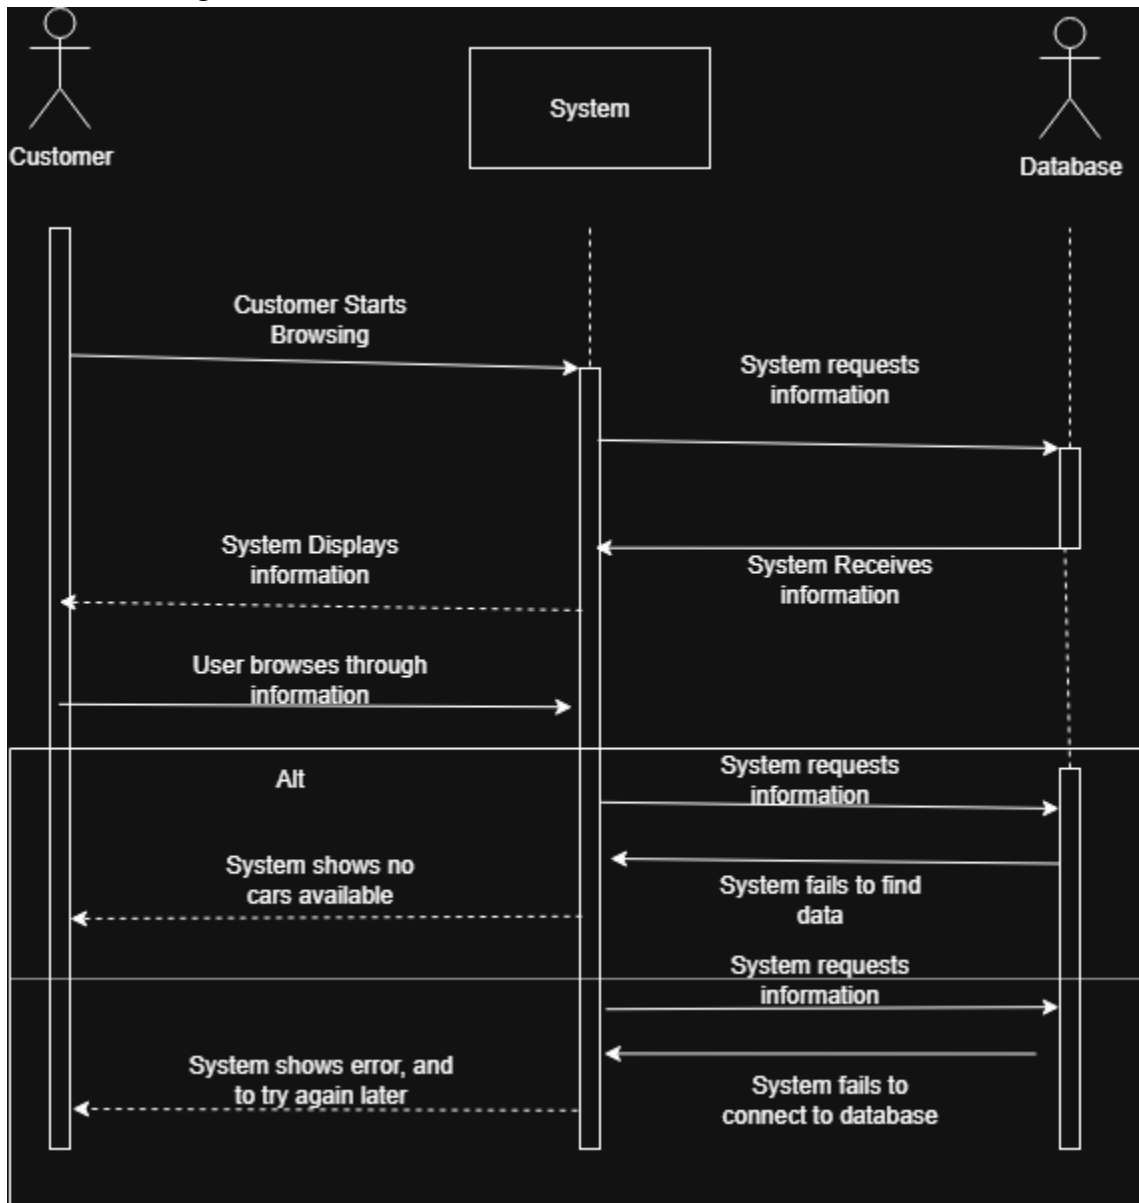 Customer
System
Database
Customer Starts
Browsing
System requests
information
System Displays
information
System Receives
information
User browses through
information
Alt
System requests
information
System shows no
cars available
System fails to find
data
System requests
information
System shows error, and
to try again later
System fails to
connect to database